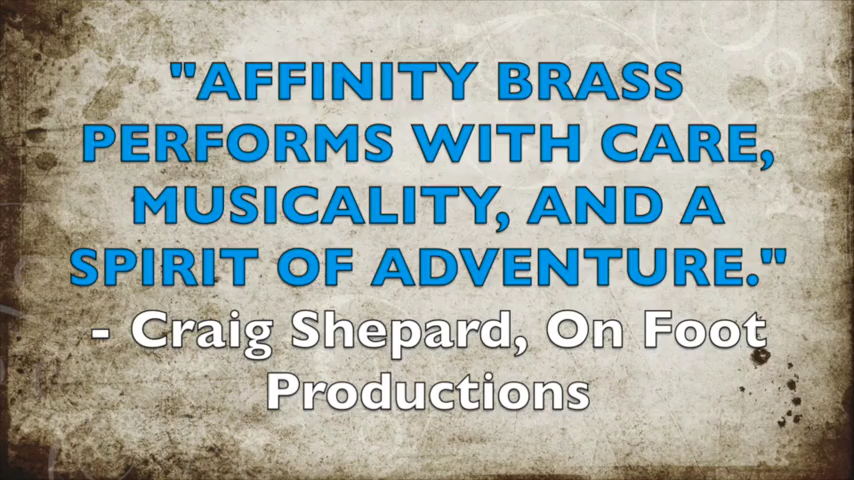 "AFFINITY BRASS
PERFORMS WITH CARE,
MUSICALITY, AND A
SPIRIT OF ADVENTURE."
- Craig Shepard, On Foot
Productions